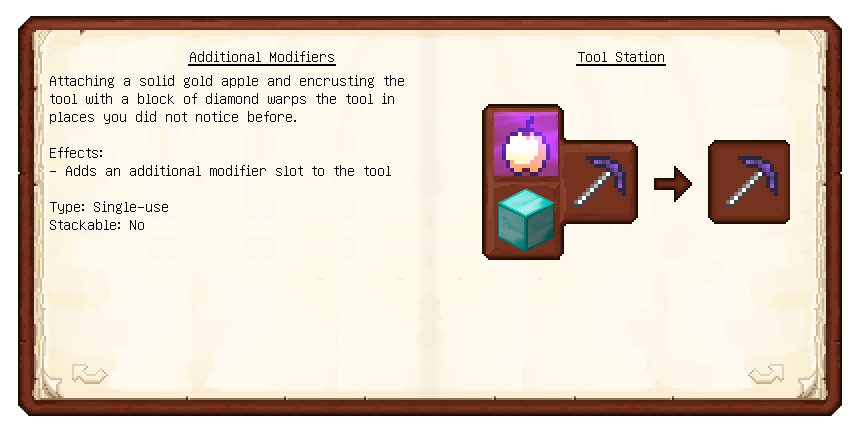 Additional Modifiers
Attaching a solid gold apple and encrusting the
tool with a block of diamond warps the tool in
places you did not notice before.
Effects:
- Adds an additional modifier slot to the tool
Type: Single-use
Stackable: No
Tool Station